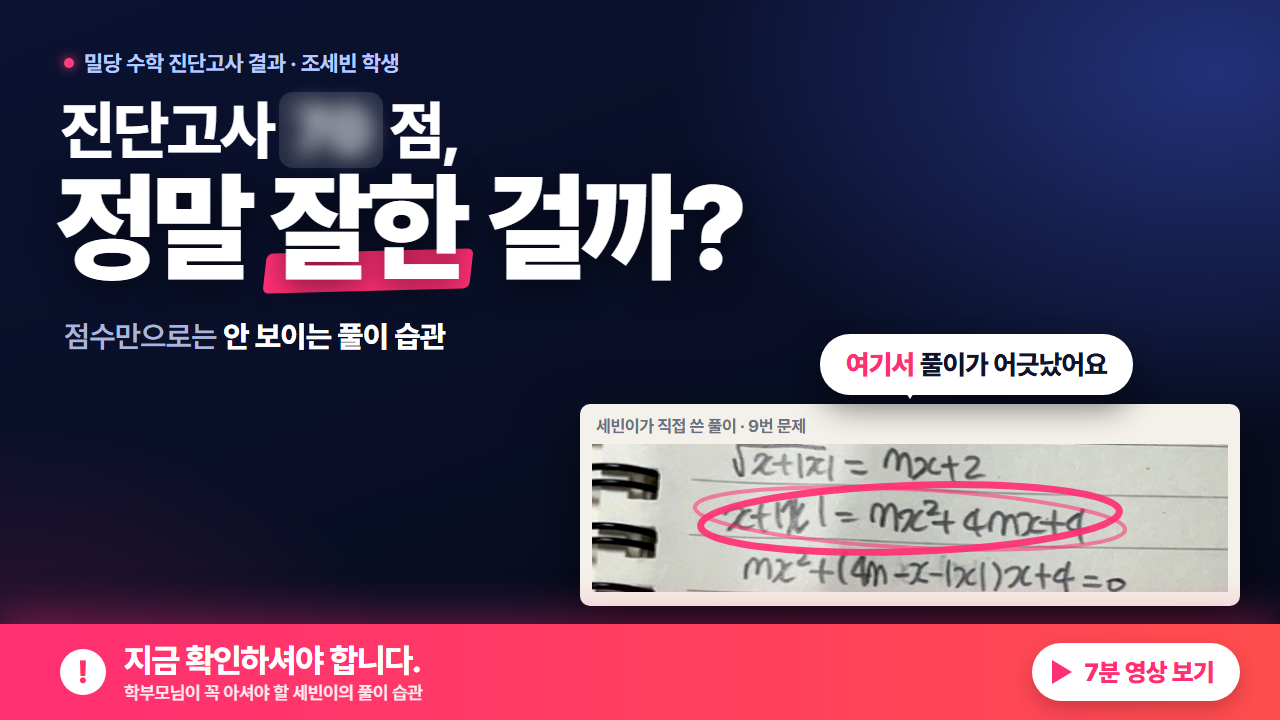 밀당 수학 진단고사 결과 · 조세빈 학생
진단고사 70 점,
정말 잘한 걸까?
점수만으로는 안 보이는 풀이 습관
여기서 풀이가 어긋났어요
세빈이가 직접 쓴 풀이 · 9번 문제
√x+|x| = mx+2
x+|x| = mx²+4mx+4
mx²+(4m-x-|x|)x+4=0
! 지금 확인하셔야 합니다.
학부모님이 꼭 아셔야 할 세빈이의 풀이 습관
▶ 7분 영상 보기